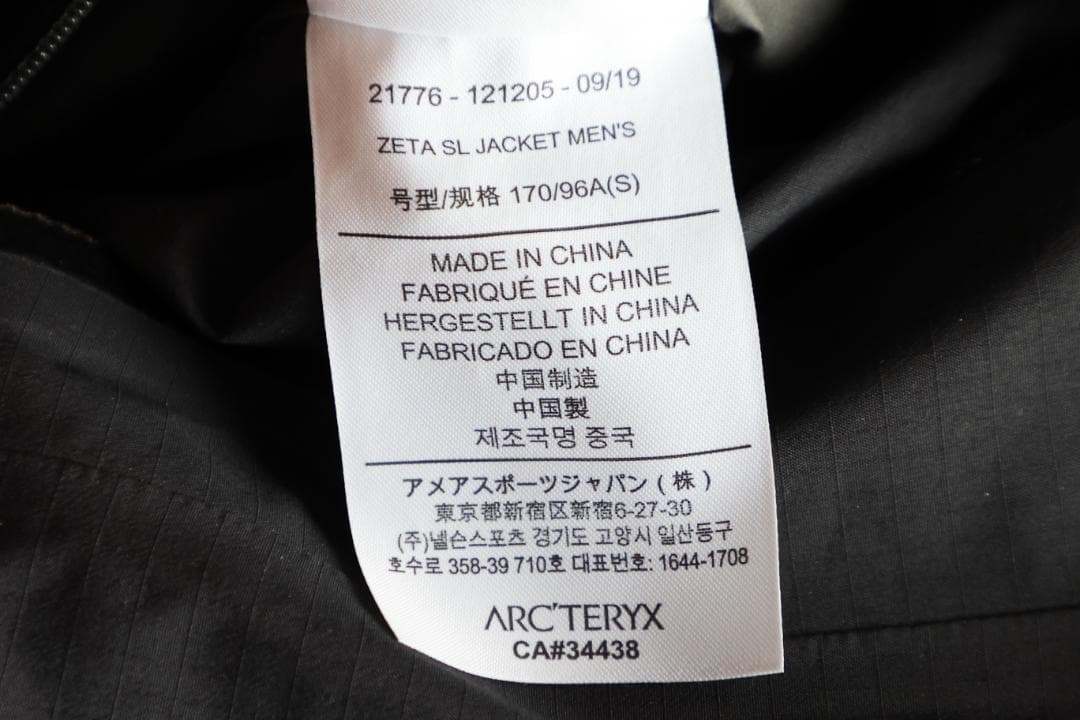 21776 - 121205 - 09/19
ZETA SL JACKET MEN'S
号型/规格 170/96A(S)
MADE IN CHINA
FABRIQUÉ EN CHINE
HERGESTELLT IN CHINA
FABRICADO EN CHINA
中国制造
中国製
제조국명 중국
アメアスポーツジャパン(株)
東京都新宿区新宿6-27-30
(주)넬슨스포츠 경기도 고양시 일산동구
호수로 358-39 710호 대표번호: 1644-1708
ARC'TERYX
CA#34438